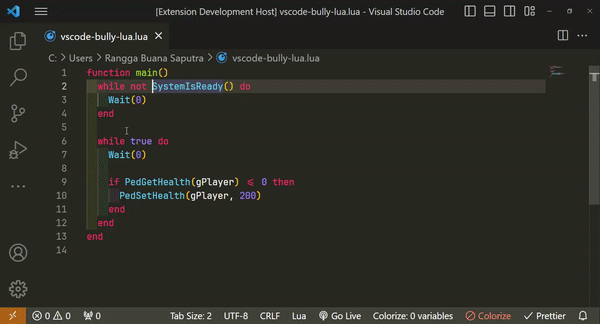 [Extension Development Host] vscode-bully-lua.lua - Visual Studio Code
vscode-bully-lua.lua
C: > Users > Rangga Buana Saputra > vscode-bully-lua.lua
1 function main()
2 while not SystemIsReady() do
3 Wait(0)
4 end
5
6 while true do
7 Wait(0)
8
9 if PedGetHealth(gPlayer) <= 0 then
10 PedSetHealth(gPlayer, 200)
11 end
12 end
13 end
14
0 0 0 Tab Size: 2 UTF-8 CRLF Lua Go Live Colorize: 0 variables Colorize Prettier